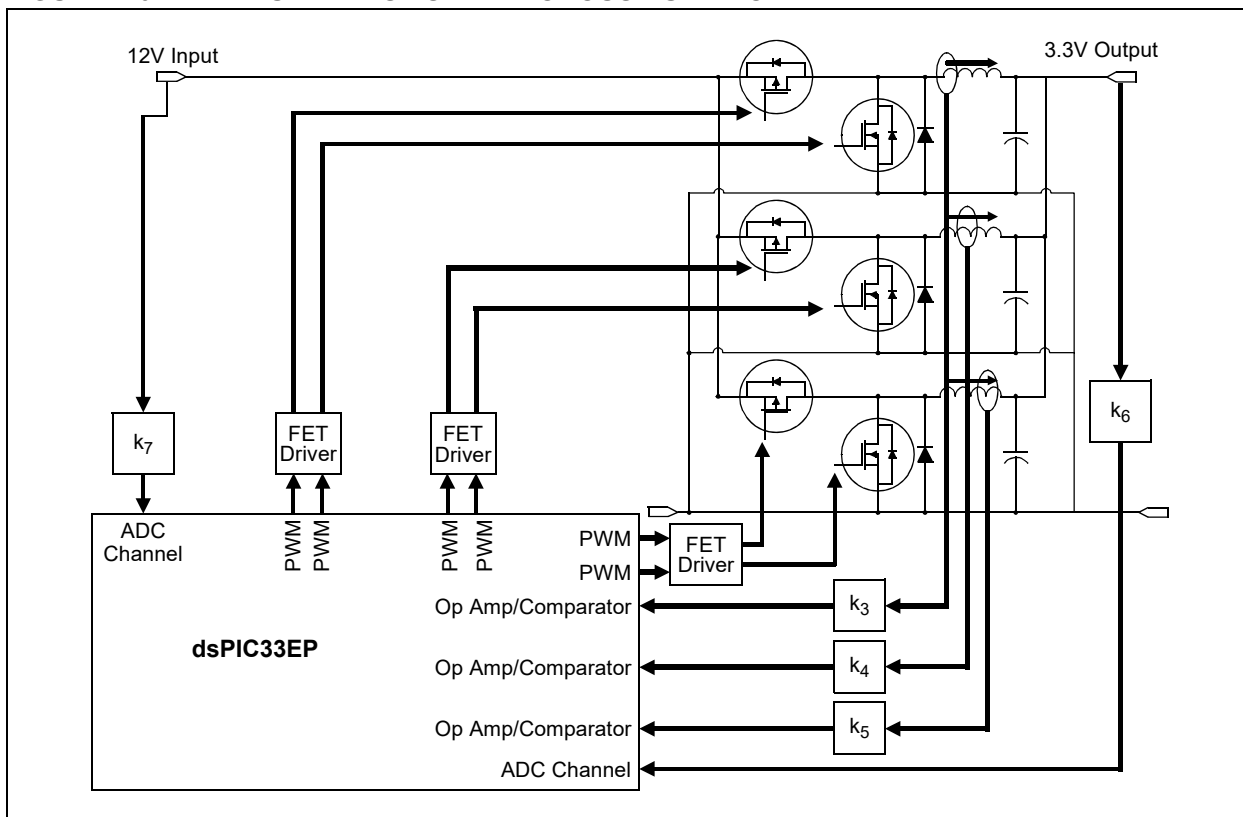 12V Input
3.3V Output
k7
FET
Driver
FET
Driver
k6
ADC
Channel
PWM
PWM
PWM
PWM
PWM
PWM
FET
Driver
Op Amp/Comparator
k3
dsPIC33EP
Op Amp/Comparator
k4
Op Amp/Comparator
k5
ADC Channel